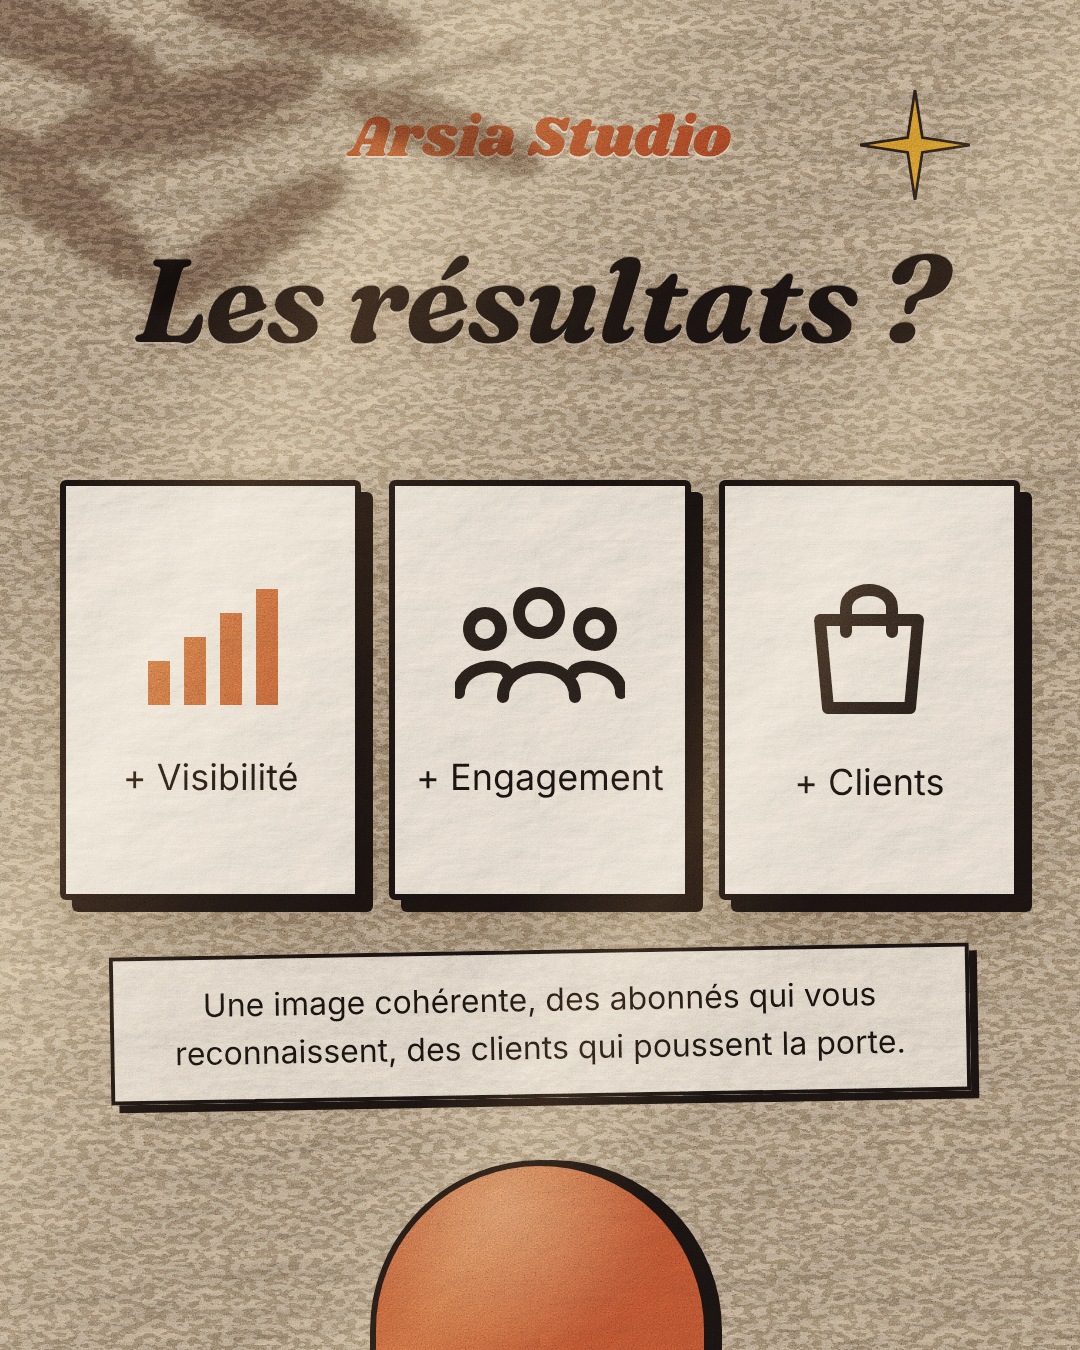 Arsia Studio
Les résultats ?
+ Visibilité
+ Engagement
+ Clients
Une image cohérente, des abonnés qui vous
reconnaissent, des clients qui poussent la porte.